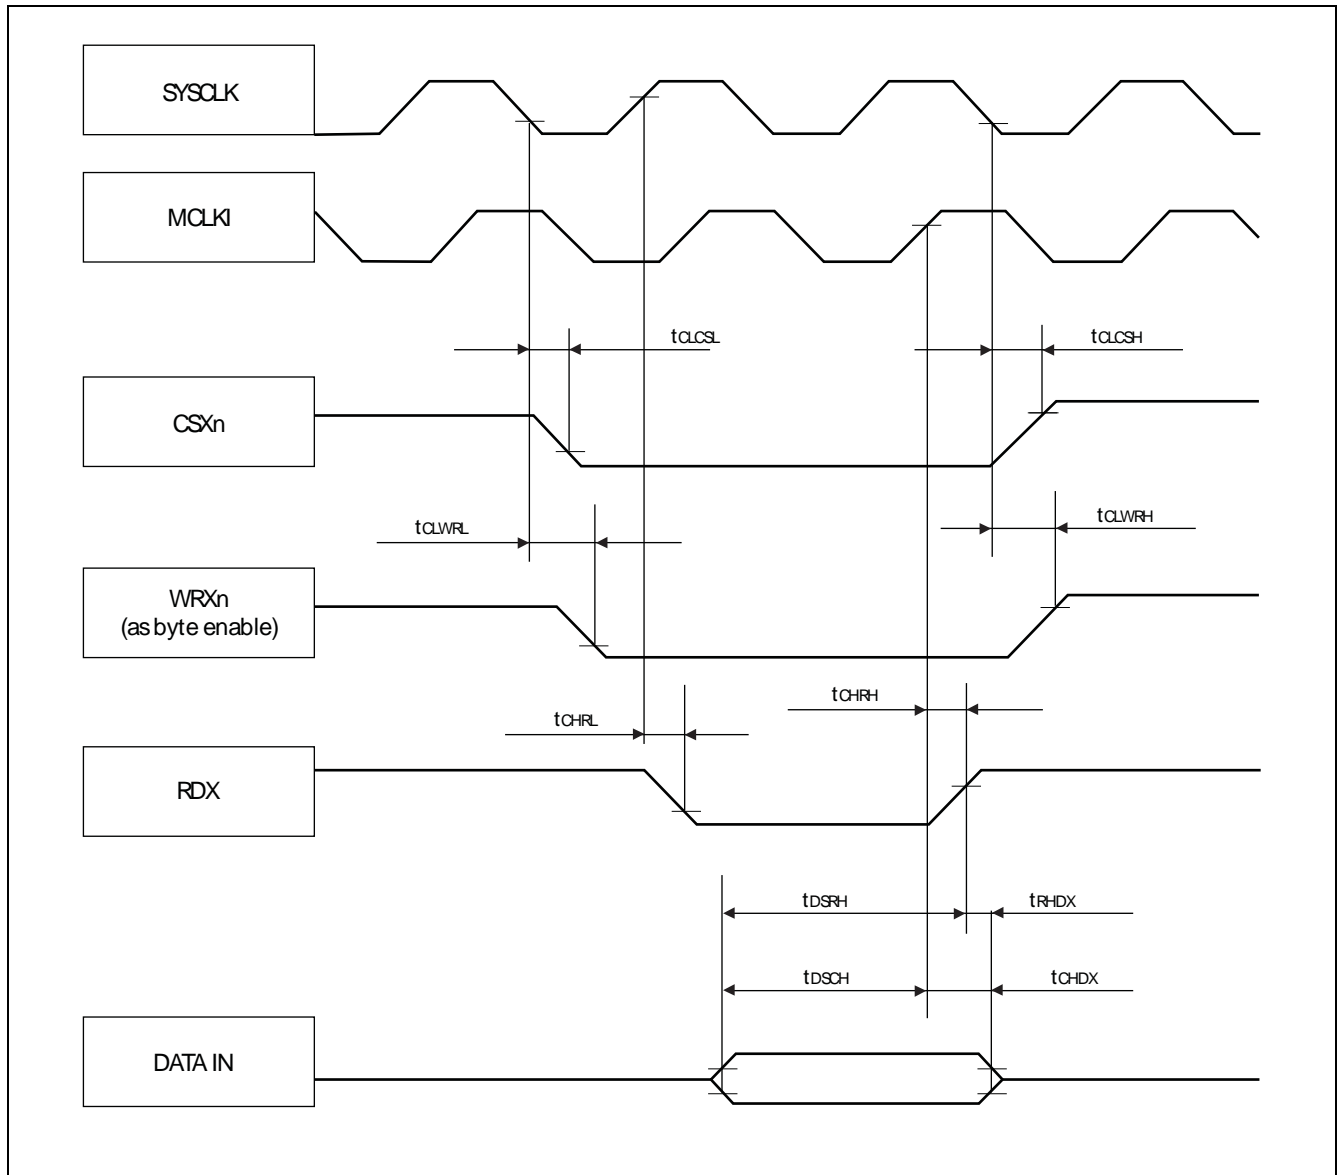 SYSCLK
MCLKI
tCLCSL
tCLCSH
CSXn
tCLWRL
tCLWRH
WRXn
(as byte enable)
tCHRH
tCHRL
RDX
tDSRH
tRHDX
tDSCH
tCHDX
DATA IN